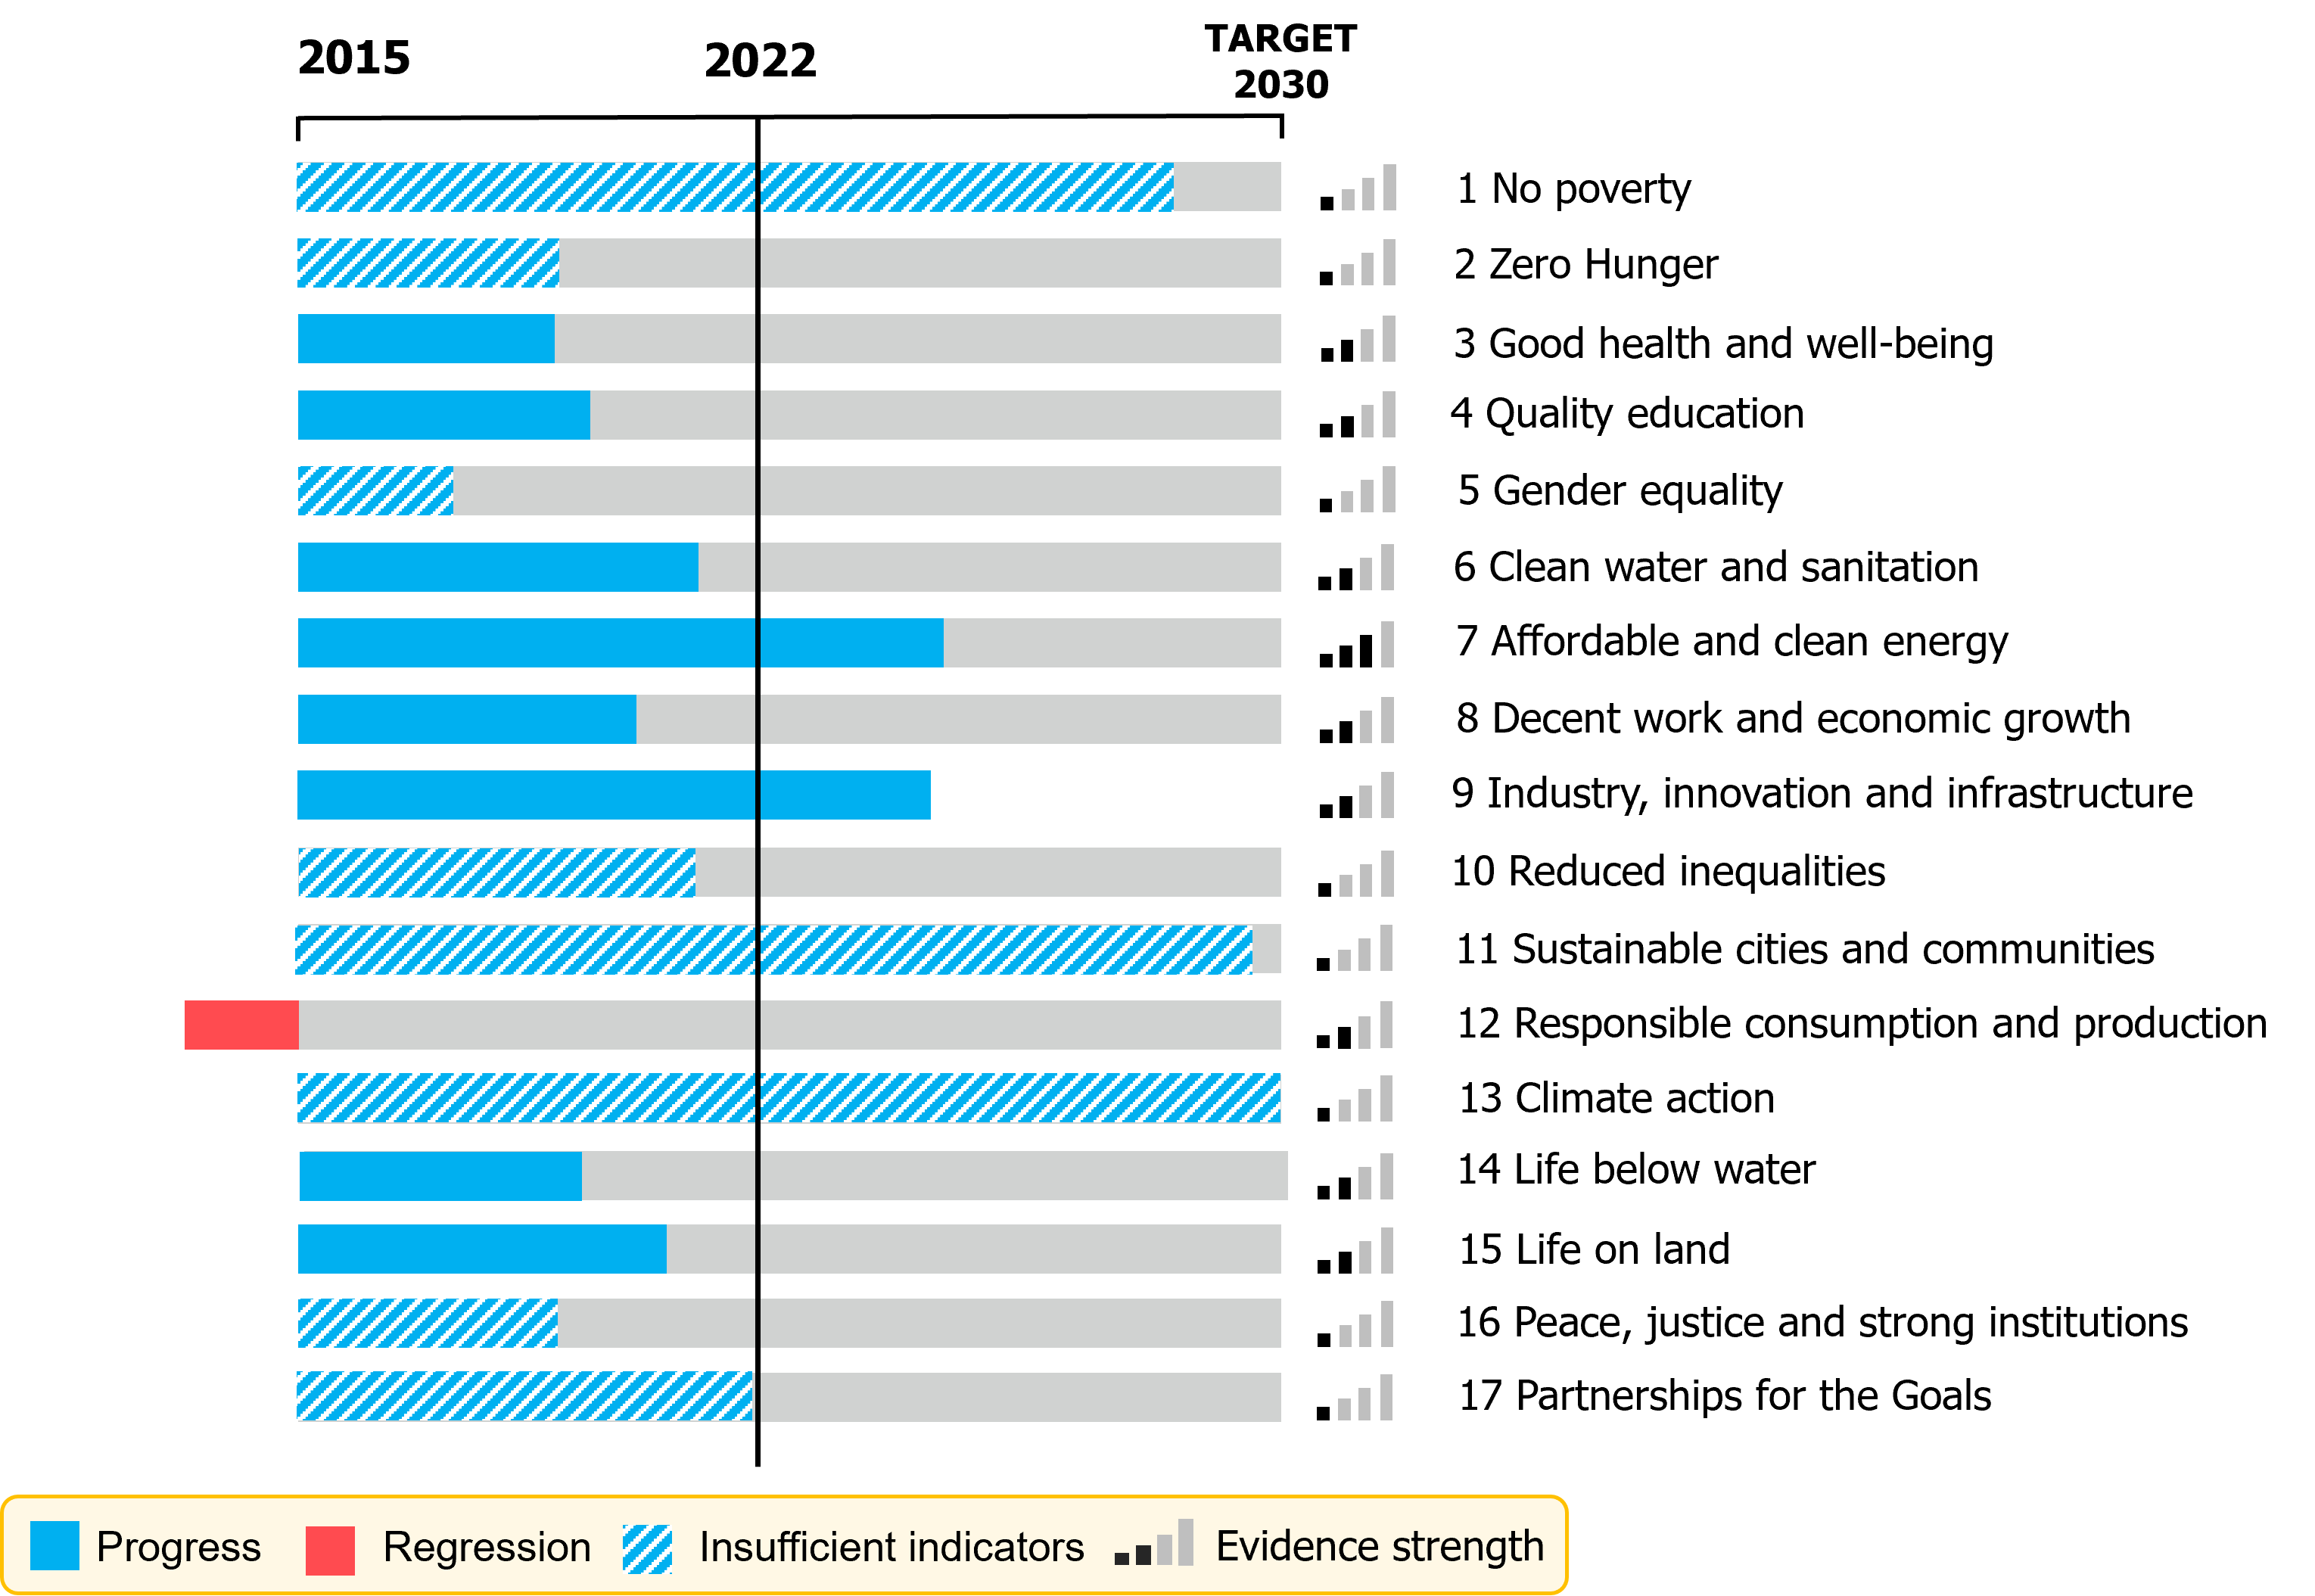 2015
2022
TARGET
2030
1 No poverty
2 Zero Hunger
3 Good health and well-being
4 Quality education
5 Gender equality
6 Clean water and sanitation
7 Affordable and clean energy
8 Decent work and economic growth
9 Industry, innovation and infrastructure
10 Reduced inequalities
11 Sustainable cities and communities
12 Responsible consumption and production
13 Climate action
14 Life below water
15 Life on land
16 Peace, justice and strong institutions
17 Partnerships for the Goals
Progress Regression Insufficient indicators Evidence strength